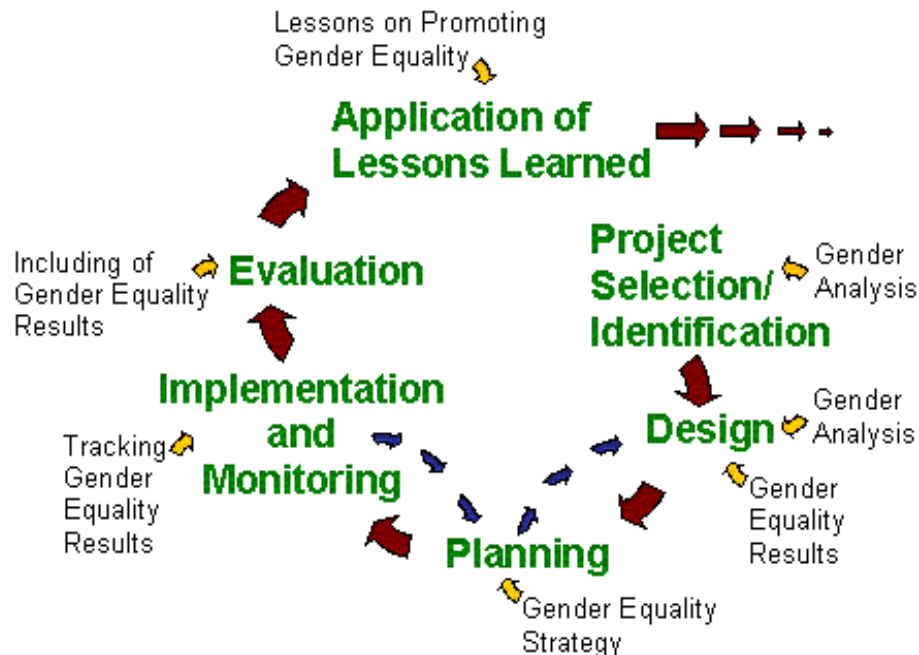 Lessons on Promoting
Gender Equality
Application of
Lessons Learned
Project
Selection/
Identification
Gender
Analysis
Evaluation
Including of
Gender Equality
Results
Implementation
and
Monitoring
Tracking
Gender
Equality
Results
Design
Gender
Analysis
Gender
Equality
Results
Planning
Gender Equality
Strategy